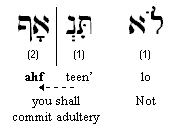 לֹא תִּנְ אָף
(2) (1) (1)
ahf teen' lo
you shall Not
commit adultery